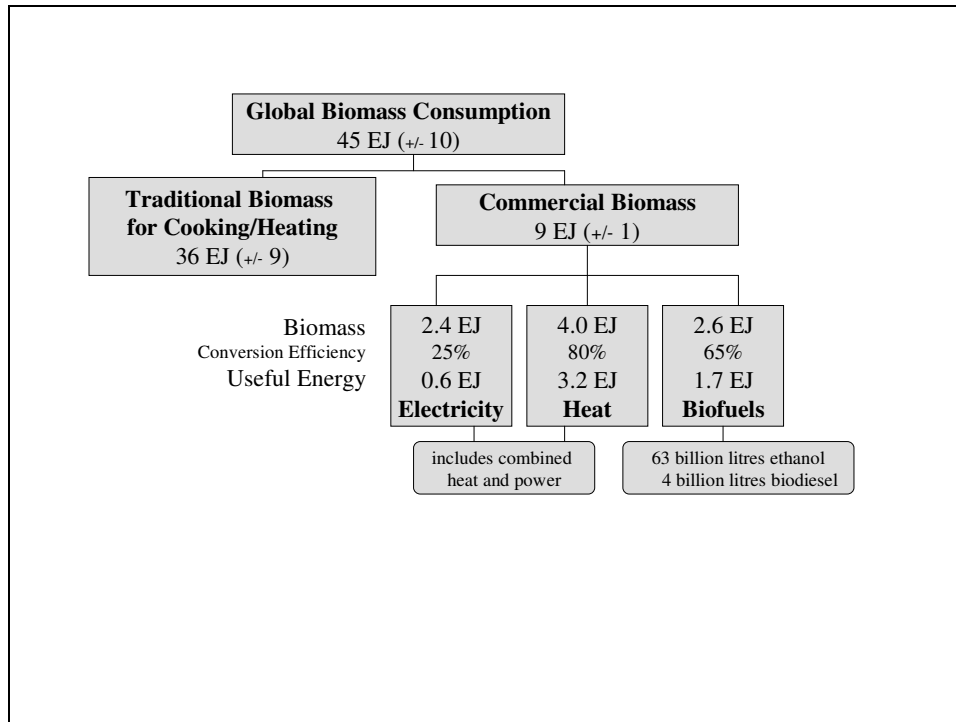 Global Biomass Consumption
45 EJ (+/- 10)
Traditional Biomass
for Cooking/Heating
36 EJ (+/- 9)
Commercial Biomass
9 EJ (+/- 1)
Biomass 2.4 EJ 4.0 EJ 2.6 EJ
Conversion Efficiency 25% 80% 65%
Useful Energy 0.6 EJ 3.2 EJ 1.7 EJ
Electricity Heat Biofuels
includes combined
heat and power
63 billion litres ethanol
4 billion litres biodiesel